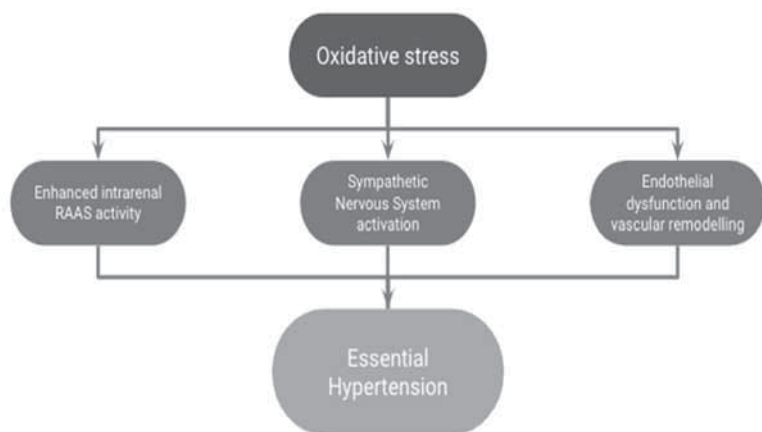 Oxidative stress
Enhanced intrarenal
RAAS activity
Sympathetic
Nervous System
activation
Endothelial
dysfunction and
vascular remodelling
Essential
Hypertension